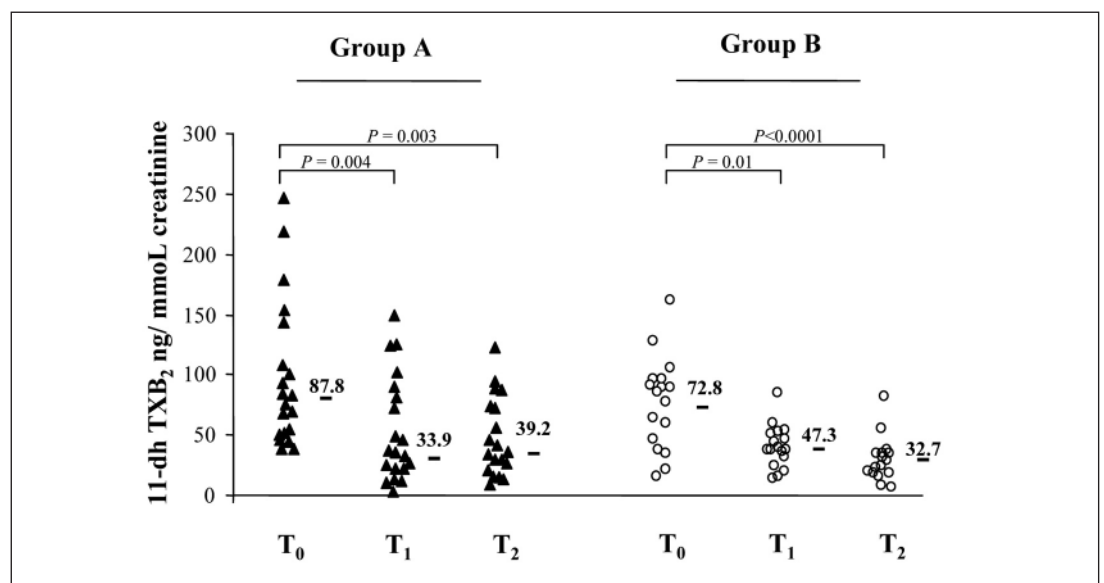 Group A
Group B
11-dh TXB₂ ng/ mmoL creatinine
300
250
200
150
100
50
0
P = 0.003
P = 0.004
P<0.0001
P = 0.01
87.8
33.9
39.2
72.8
47.3
32.7
T₀ T₁ T₂ T₀ T₁ T₂